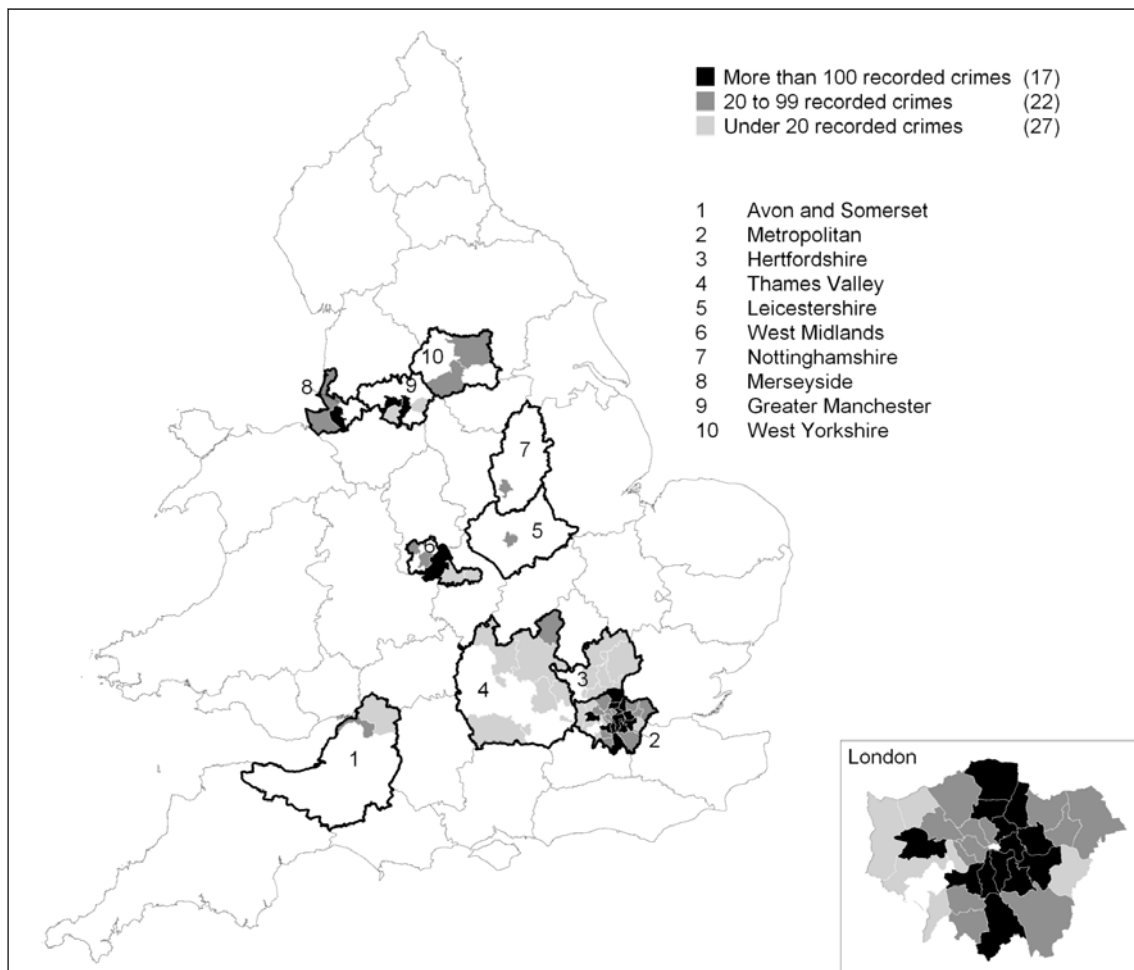 More than 100 recorded crimes (17)
20 to 99 recorded crimes (22)
Under 20 recorded crimes (27)
1 Avon and Somerset
2 Metropolitan
3 Hertfordshire
4 Thames Valley
5 Leicestershire
6 West Midlands
7 Nottinghamshire
8 Merseyside
9 Greater Manchester
10 West Yorkshire
10
8
9
7
5
6
3
4
2
1
London